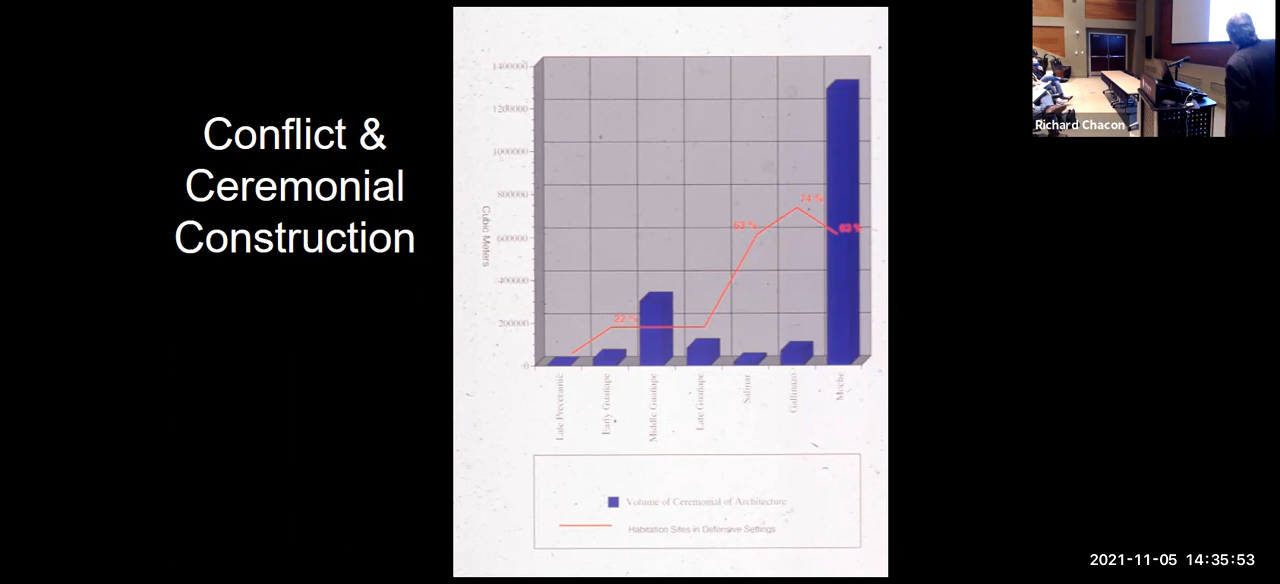 Conflict &
Ceremonial
Construction
1400000
1200000
1000000
800000
600000
400000
200000
0
Cubic Meters
22 %
63 %
74 %
63 %
Late Preceramic
Early Guañape
Middle Guañape
Late Guañape
Salinar
Gallinazo
Moche
Volume of Ceremonial of Architecture
Habitation Sites in Defensive Settings
Richard Chacon
2021-11-05 14:35:53